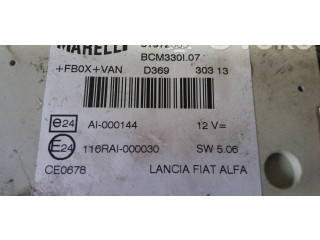 MARELLI
BCM330I.07
+FB0X+VAN D369 303 13
e24 AI-000144 12 V=
E24 116RAI-000030 SW 5.06
CE0678 LANCIA FIAT ALFA